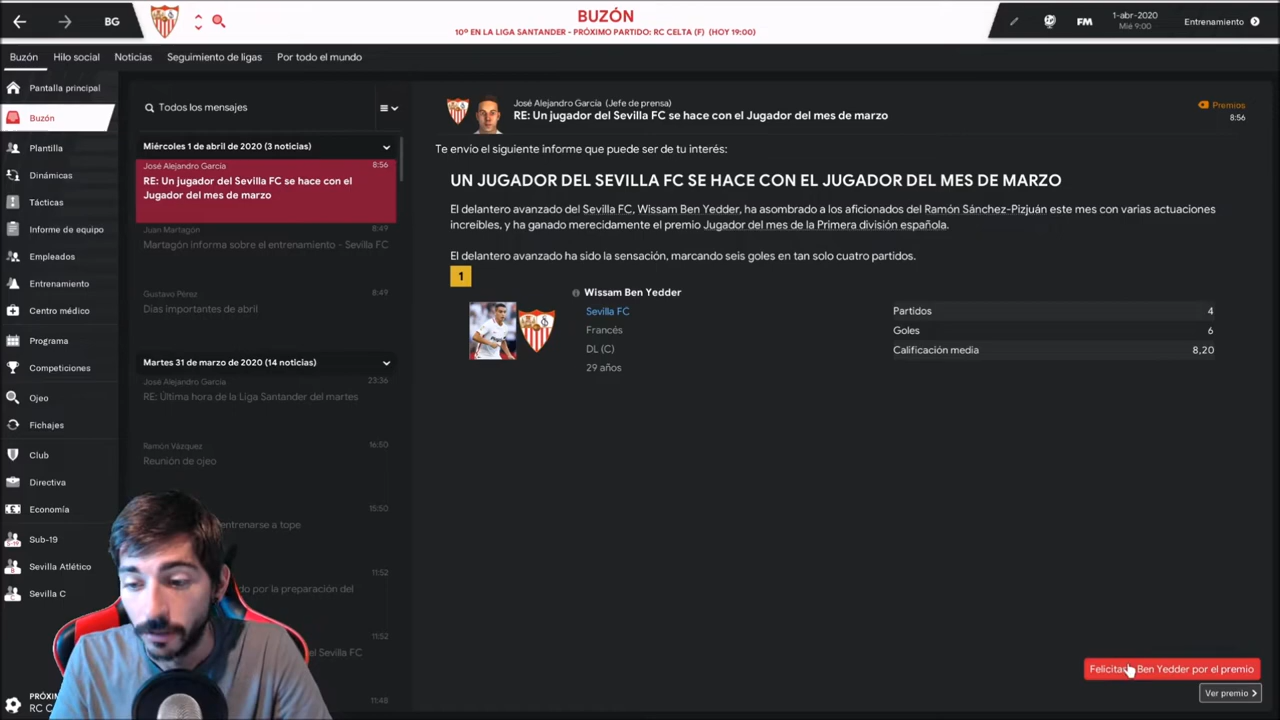 BG
BUZÓN
10º EN LA LIGA SANTANDER - PRÓXIMO PARTIDO: RC CELTA (F) (HOY 19:00)
FM
1-abr-2020
Mié 9:00
Entrenamiento
Buzón
Hilo social
Noticias
Seguimiento de ligas
Por todo el mundo
Pantalla principal
Buzón
Plantilla
Dinámicas
Tácticas
Informe de equipo
Empleados
Entrenamiento
Centro médico
Programa
Competiciones
Ojeo
Fichajes
Club
Directiva
Economía
Sub-19
Sevilla Atlético
Sevilla C
PRÓXI
RC C
Todos los mensajes
Miércoles 1 de abril de 2020 (3 noticias)
José Alejandro García 8:56
RE: Un jugador del Sevilla FC se hace con el
Jugador del mes de marzo
Juan Martagón 8:49
Martagón informa sobre el entrenamiento - Sevilla FC
Gustavo Pérez 8:49
Días importantes de abril
Martes 31 de marzo de 2020 (14 noticias)
José Alejandro García 23:36
RE: Última hora de la Liga Santander del martes
Ramón Vázquez 16:50
Reunión de ojeo
15:50
entrenarse a tope
11:52
do por la preparación del
11:52
el Sevilla FC
11:48
José Alejandro García (Jefe de prensa)
RE: Un jugador del Sevilla FC se hace con el Jugador del mes de marzo
Premios
8:56
Te envío el siguiente informe que puede ser de tu interés:
UN JUGADOR DEL SEVILLA FC SE HACE CON EL JUGADOR DEL MES DE MARZO
El delantero avanzado del Sevilla FC, Wissam Ben Yedder, ha asombrado a los aficionados del Ramón Sánchez-Pizjuán este mes con varias actuaciones
increíbles, y ha ganado merecidamente el premio Jugador del mes de la Primera división española.
El delantero avanzado ha sido la sensación, marcando seis goles en tan solo cuatro partidos.
1
Wissam Ben Yedder
Sevilla FC
Francés
DL (C)
29 años
Partidos 4
Goles 6
Calificación media 8,20
Felicitar Ben Yedder por el premio
Ver premio